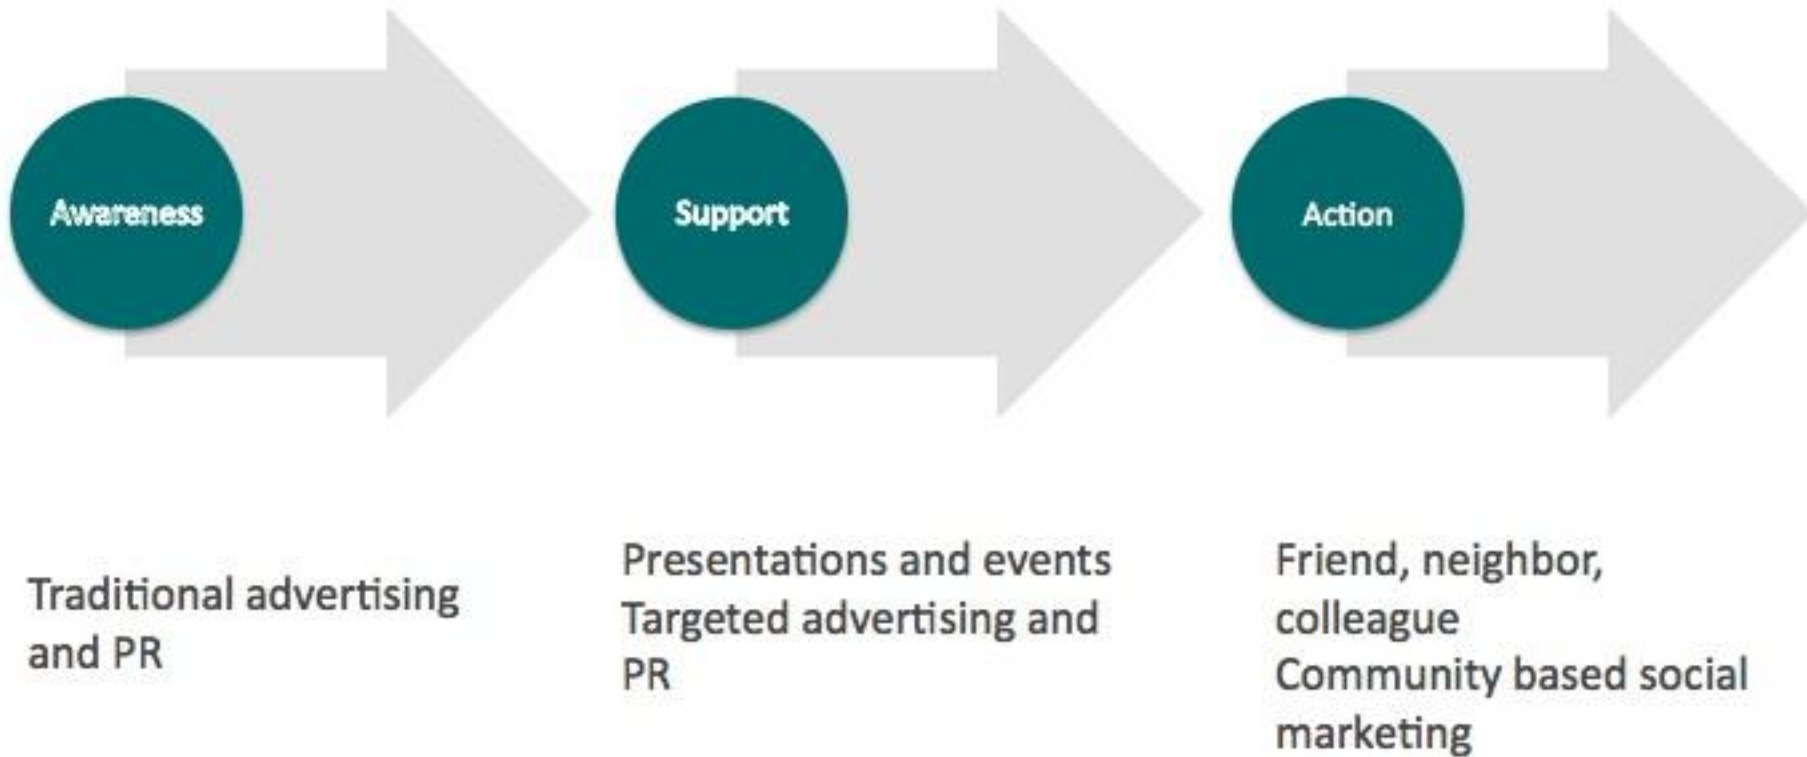 Awareness
Support
Action
Traditional advertising
and PR
Presentations and events
Targeted advertising and
PR
Friend, neighbor,
colleague
Community based social
marketing